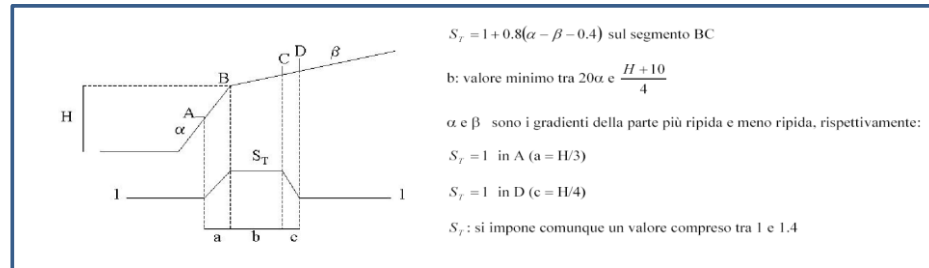 C D β
B
H
A
α
S_T
1 1
a b c
S_T = 1 + 0.8(α − β − 0.4) sul segmento BC
b: valore minimo tra 20α e (H + 10)/4
α e β sono i gradienti della parte più ripida e meno ripida, rispettivamente:
S_T = 1 in A (a = H/3)
S_T = 1 in D (c = H/4)
S_T : si impone comunque un valore compreso tra 1 e 1.4